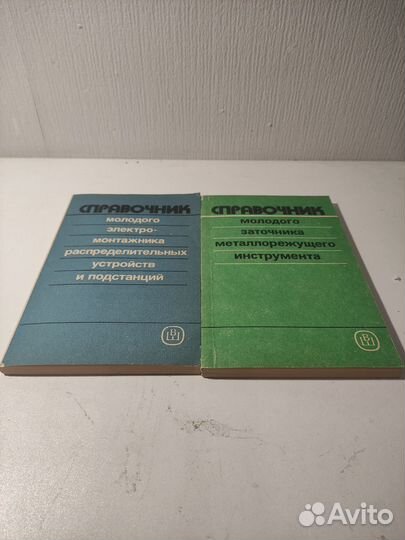 СПРАВОЧНИК
МОЛОДОГО
ЭЛЕКТРО-
МОНТАЖНИКА
РАСПРЕДЕЛИТЕЛЬНЫХ
УСТРОЙСТВ
И ПОДСТАНЦИЙ
СПРАВОЧНИК
МОЛОДОГО
ЗАТОЧНИКА
МЕТАЛЛОРЕЖУЩЕГО
ИНСТРУМЕНТА
Avito